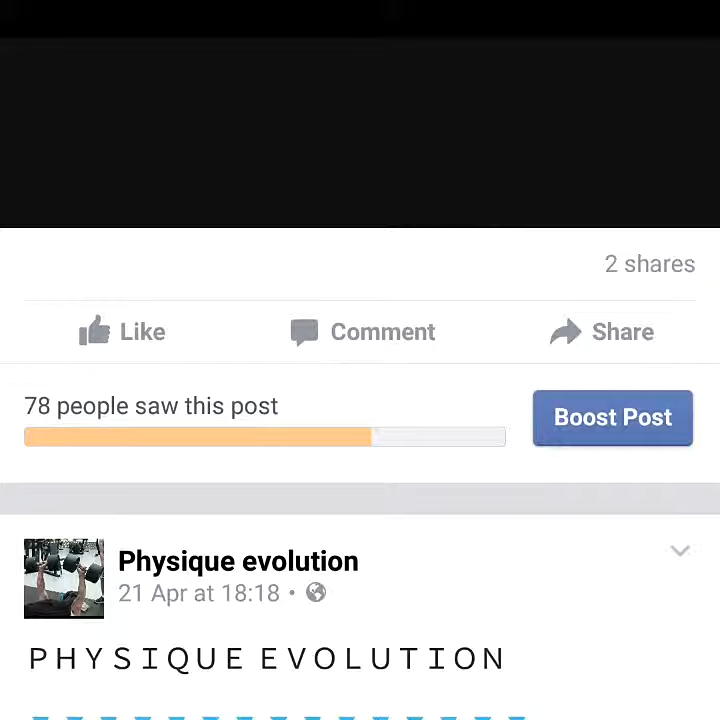 2 shares
Like Comment Share
78 people saw this post
Boost Post
Physique evolution
21 Apr at 18:18 •
PHYSIQUE EVOLUTION